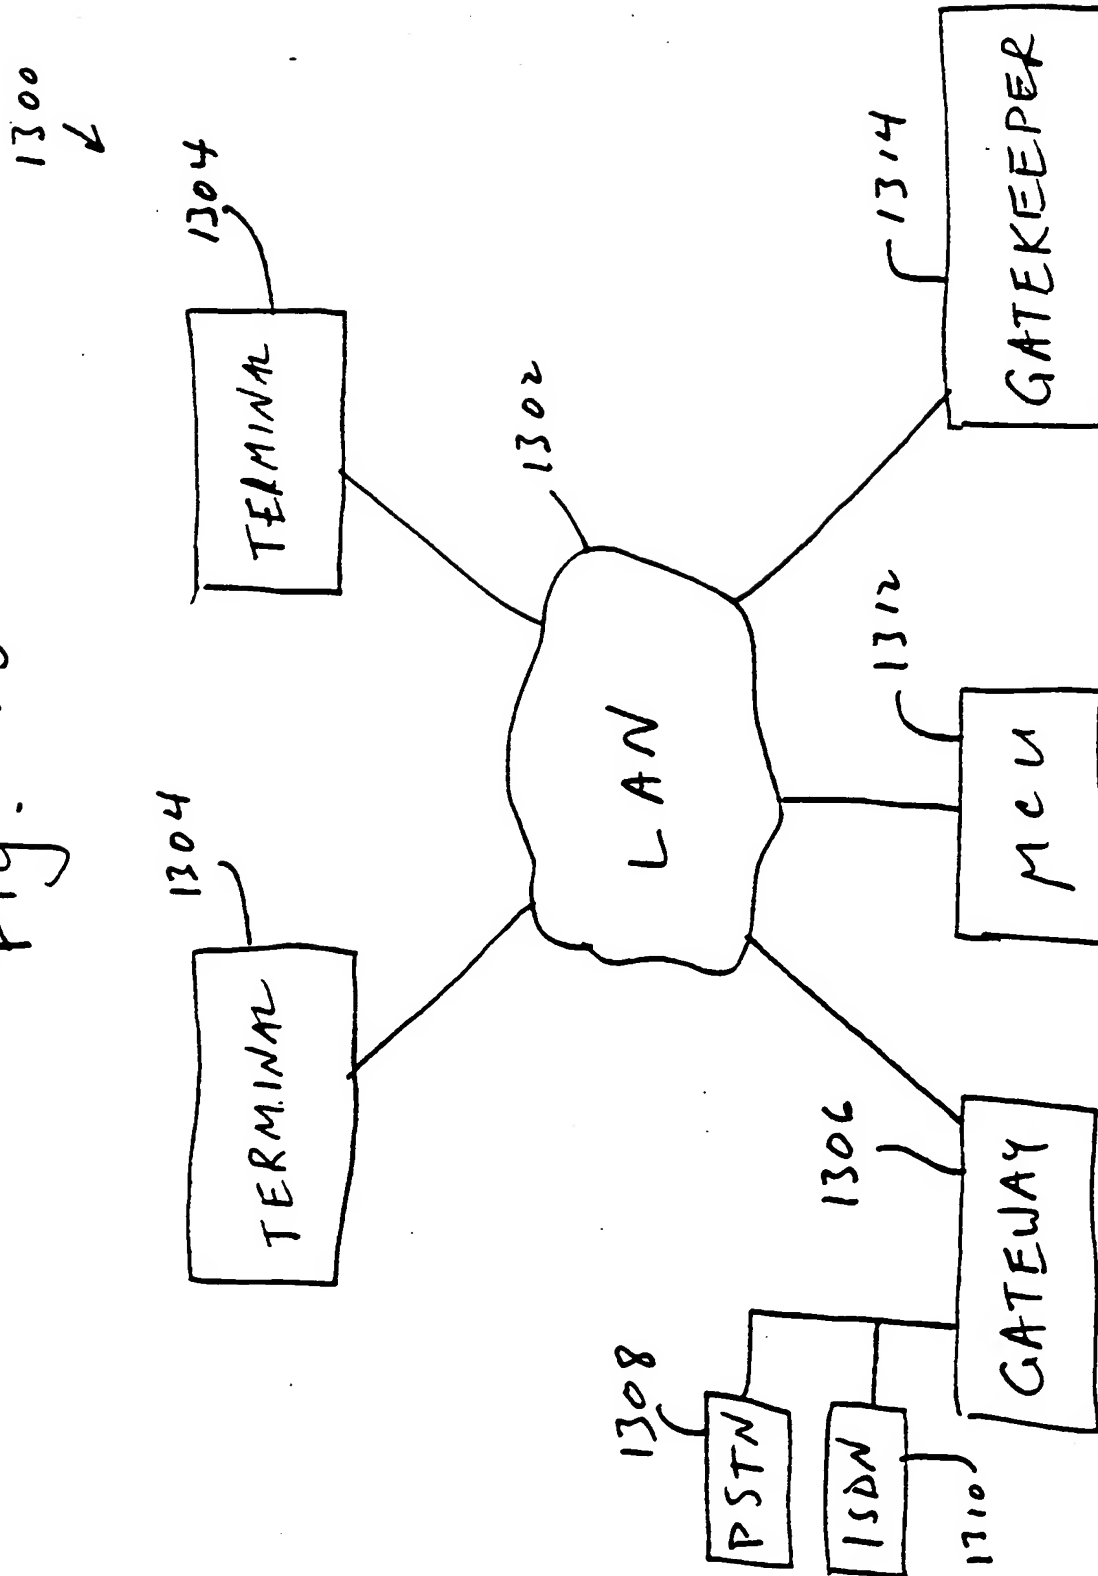 1300
1304
1304
TERMINAL
TERMINAL
1302
LAN
1308
PSTN
ISDN
1310
1306
1312
1314
GATEWAY
MCU
GATEKEEPER